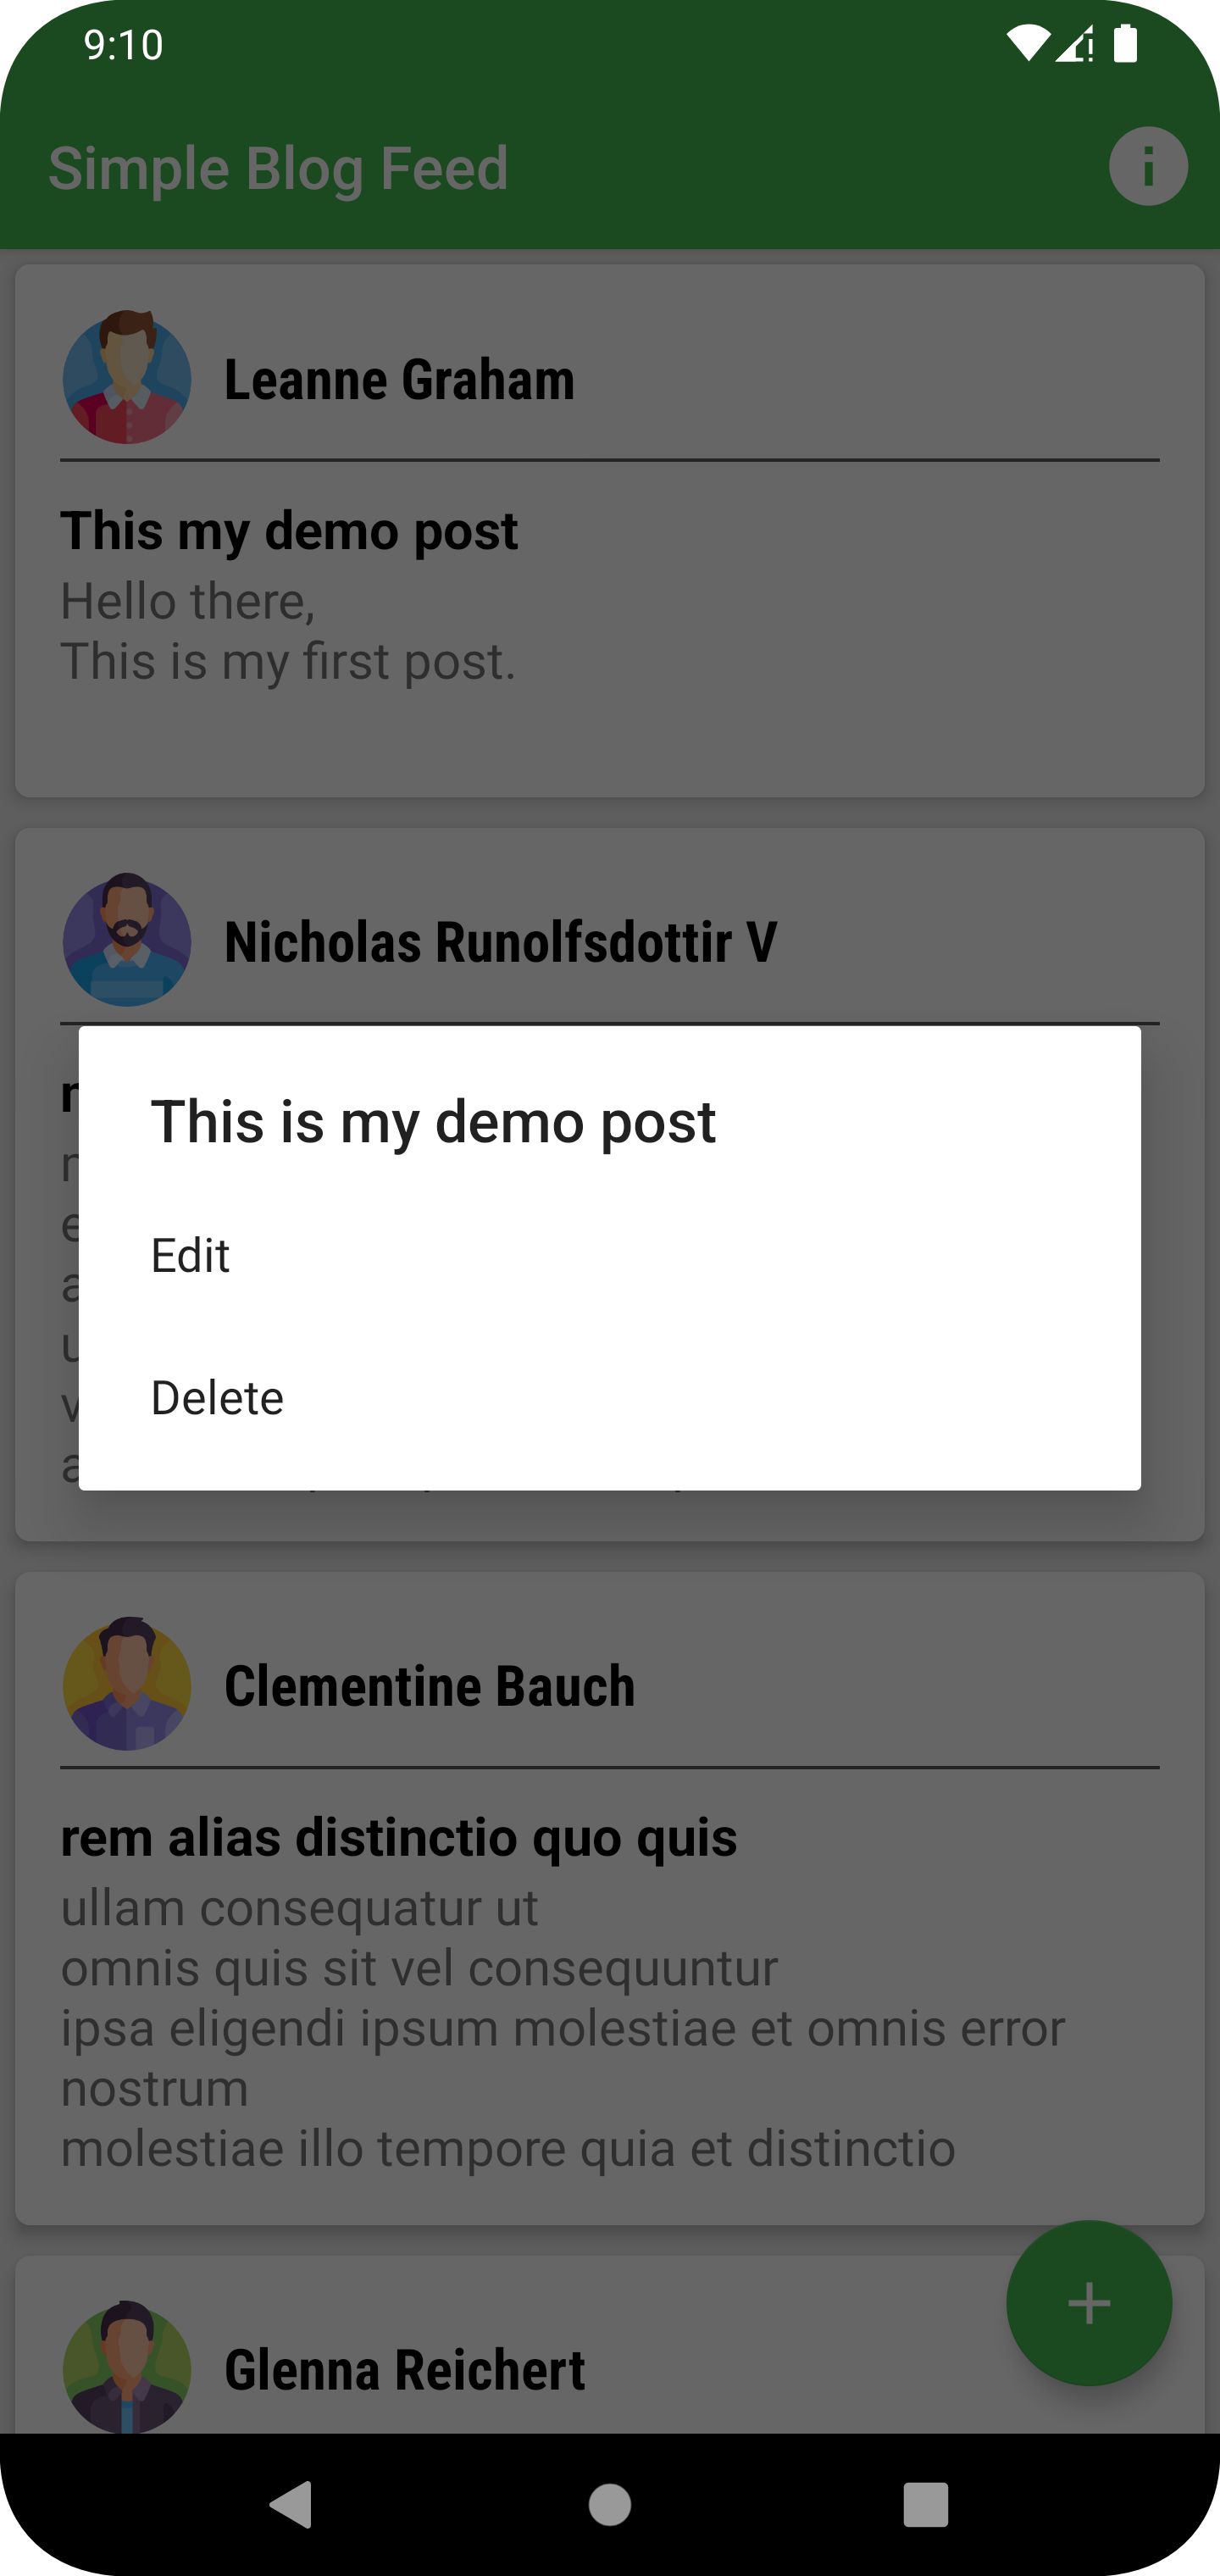 9:10
Simple Blog Feed
Leanne Graham
This my demo post
Hello there,
This is my first post.
Nicholas Runolfsdottir V
This is my demo post
Edit
Delete
Clementine Bauch
rem alias distinctio quo quis
ullam consequatur ut
omnis quis sit vel consequuntur
ipsa eligendi ipsum molestiae et omnis error
nostrum
molestiae illo tempore quia et distinctio
Glenna Reichert